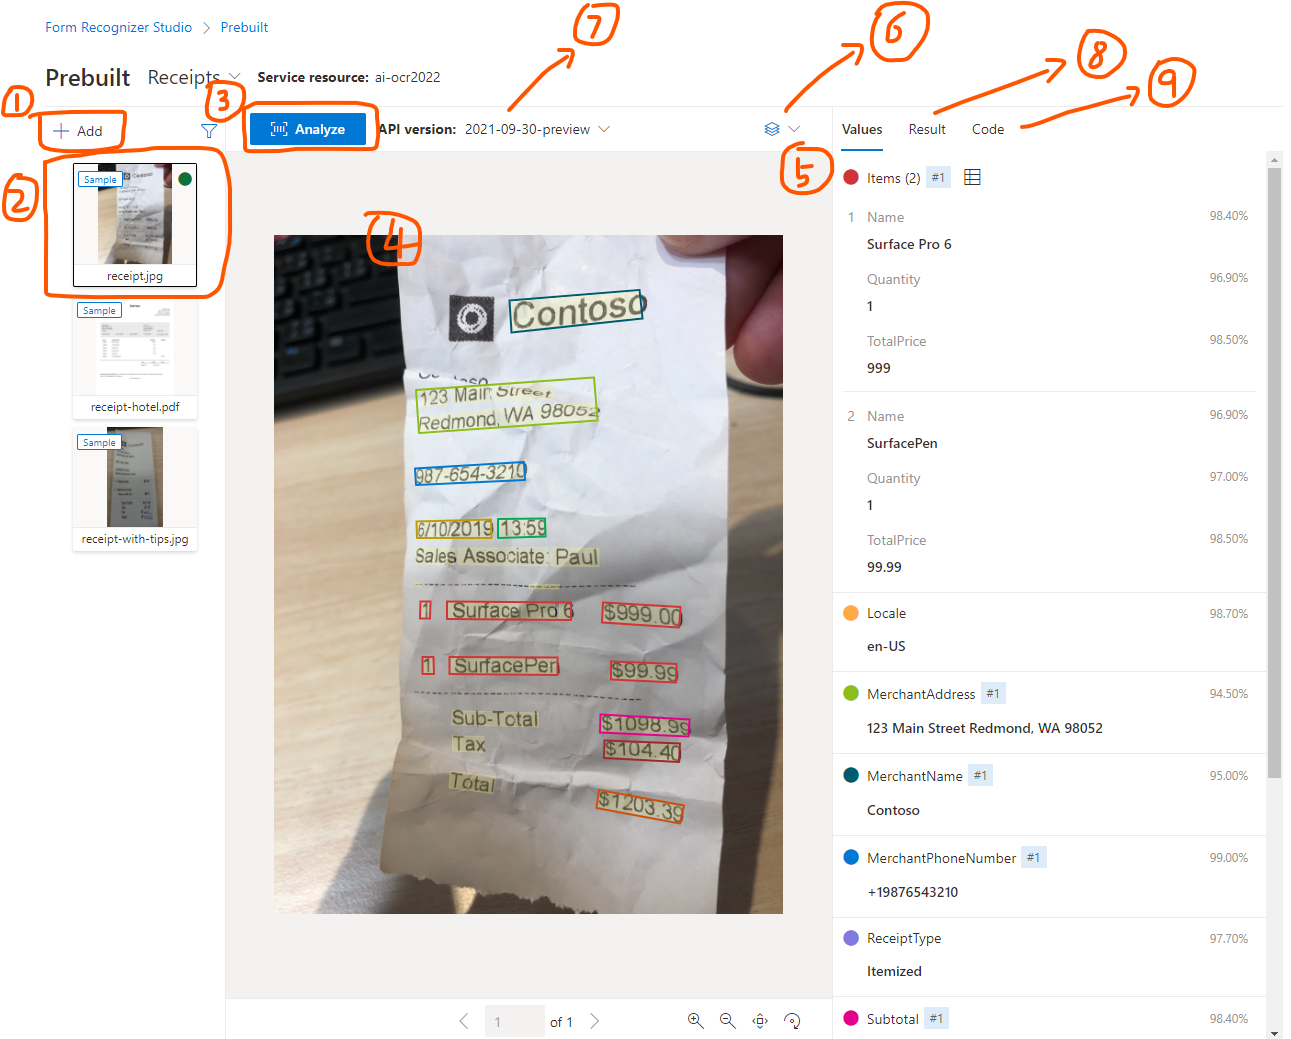 Form Recognizer Studio > Prebuilt
Prebuilt Receipts Service resource: ai-ocr2022
1
+ Add
3
Analyze
API version: 2021-09-30-preview
7
6
8
9
5
Values Result Code
2
Sample
receipt.jpg
Sample
receipt-hotel.pdf
Sample
receipt-with-tips.jpg
4
Contoso
Contoso
123 Main Street
Redmond, WA 98052
987-654-3210
6/10/2019 13:59
Sales Associate: Paul
1 Surface Pro 6 $999.00
1 SurfacePen $99.99
Sub-Total $1098.99
Tax $104.40
Total $1203.39
1 of 1
Items (2) #1
1 Name 98.40%
Surface Pro 6
Quantity 96.90%
1
TotalPrice 98.50%
999
2 Name 96.90%
SurfacePen
Quantity 97.00%
1
TotalPrice 98.50%
99.99
Locale 98.70%
en-US
MerchantAddress #1 94.50%
123 Main Street Redmond, WA 98052
MerchantName #1 95.00%
Contoso
MerchantPhoneNumber #1 99.00%
+19876543210
ReceiptType 97.70%
Itemized
Subtotal #1 98.40%